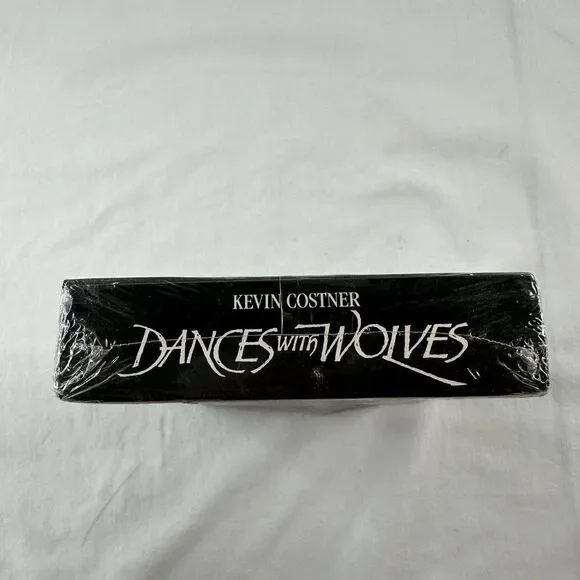 KEVIN COSTNER
DANCES WITH WOLVES